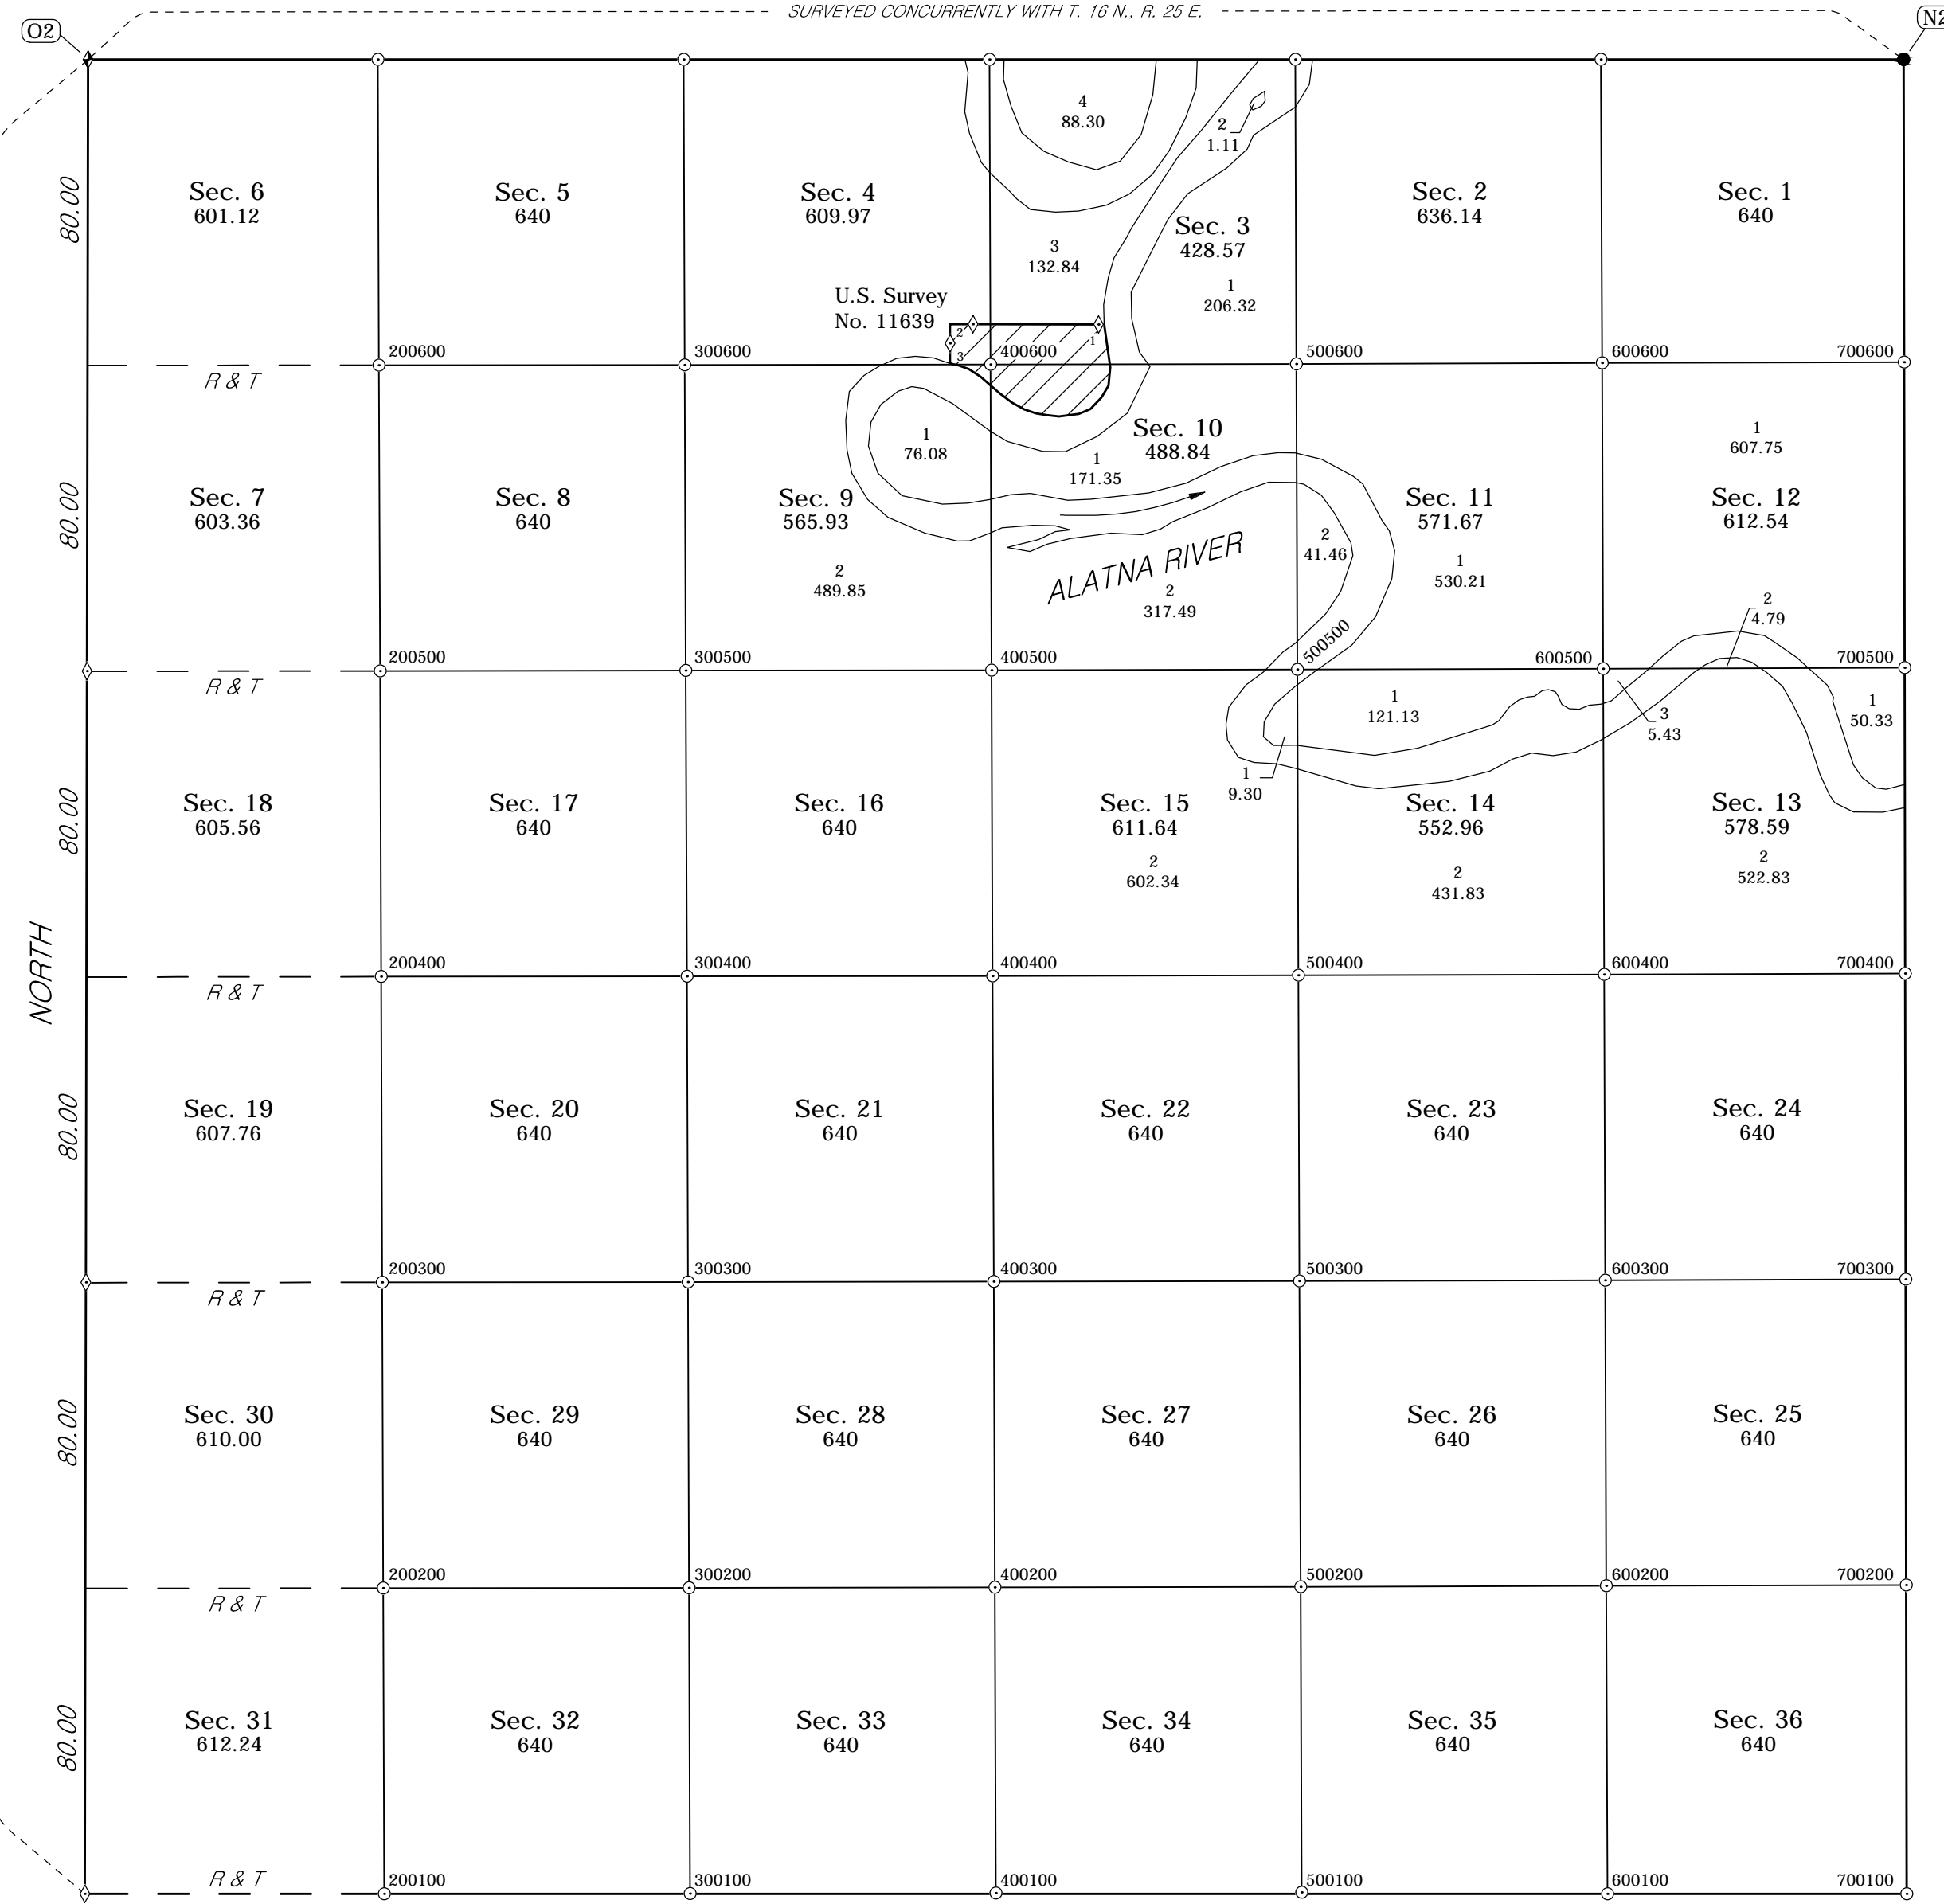 SURVEYED CONCURRENTLY WITH T. 16 N., R. 25 E.
O2
4
88.30
2
1.11
80.00
Sec. 6
601.12
Sec. 5
640
Sec. 4
609.97
3
132.84
Sec. 3
428.57
1
206.32
Sec. 2
636.14
Sec. 1
640
U.S. Survey
No. 11639
2
1
3
R & T
200600
300600
400600
500600
600600
700600
80.00
Sec. 7
603.36
Sec. 8
640
1
76.08
Sec. 9
565.93
2
489.85
Sec. 10
488.84
1
171.35
ALATNA RIVER
2
317.49
2
41.46
Sec. 11
571.67
1
530.21
1
607.75
Sec. 12
612.54
2
4.79
R & T
200500
300500
400500
500500
600500
700500
80.00
Sec. 18
605.56
Sec. 17
640
Sec. 16
640
Sec. 15
611.64
2
602.34
1
9.30
1
121.13
Sec. 14
552.96
2
431.83
3
5.43
1
50.33
Sec. 13
578.59
2
522.83
NORTH
R & T
200400
300400
400400
500400
600400
700400
80.00
Sec. 19
607.76
Sec. 20
640
Sec. 21
640
Sec. 22
640
Sec. 23
640
Sec. 24
640
R & T
200300
300300
400300
500300
600300
700300
80.00
Sec. 30
610.00
Sec. 29
640
Sec. 28
640
Sec. 27
640
Sec. 26
640
Sec. 25
640
R & T
200200
300200
400200
500200
600200
700200
80.00
Sec. 31
612.24
Sec. 32
640
Sec. 33
640
Sec. 34
640
Sec. 35
640
Sec. 36
640
R & T
200100
300100
400100
500100
600100
700100